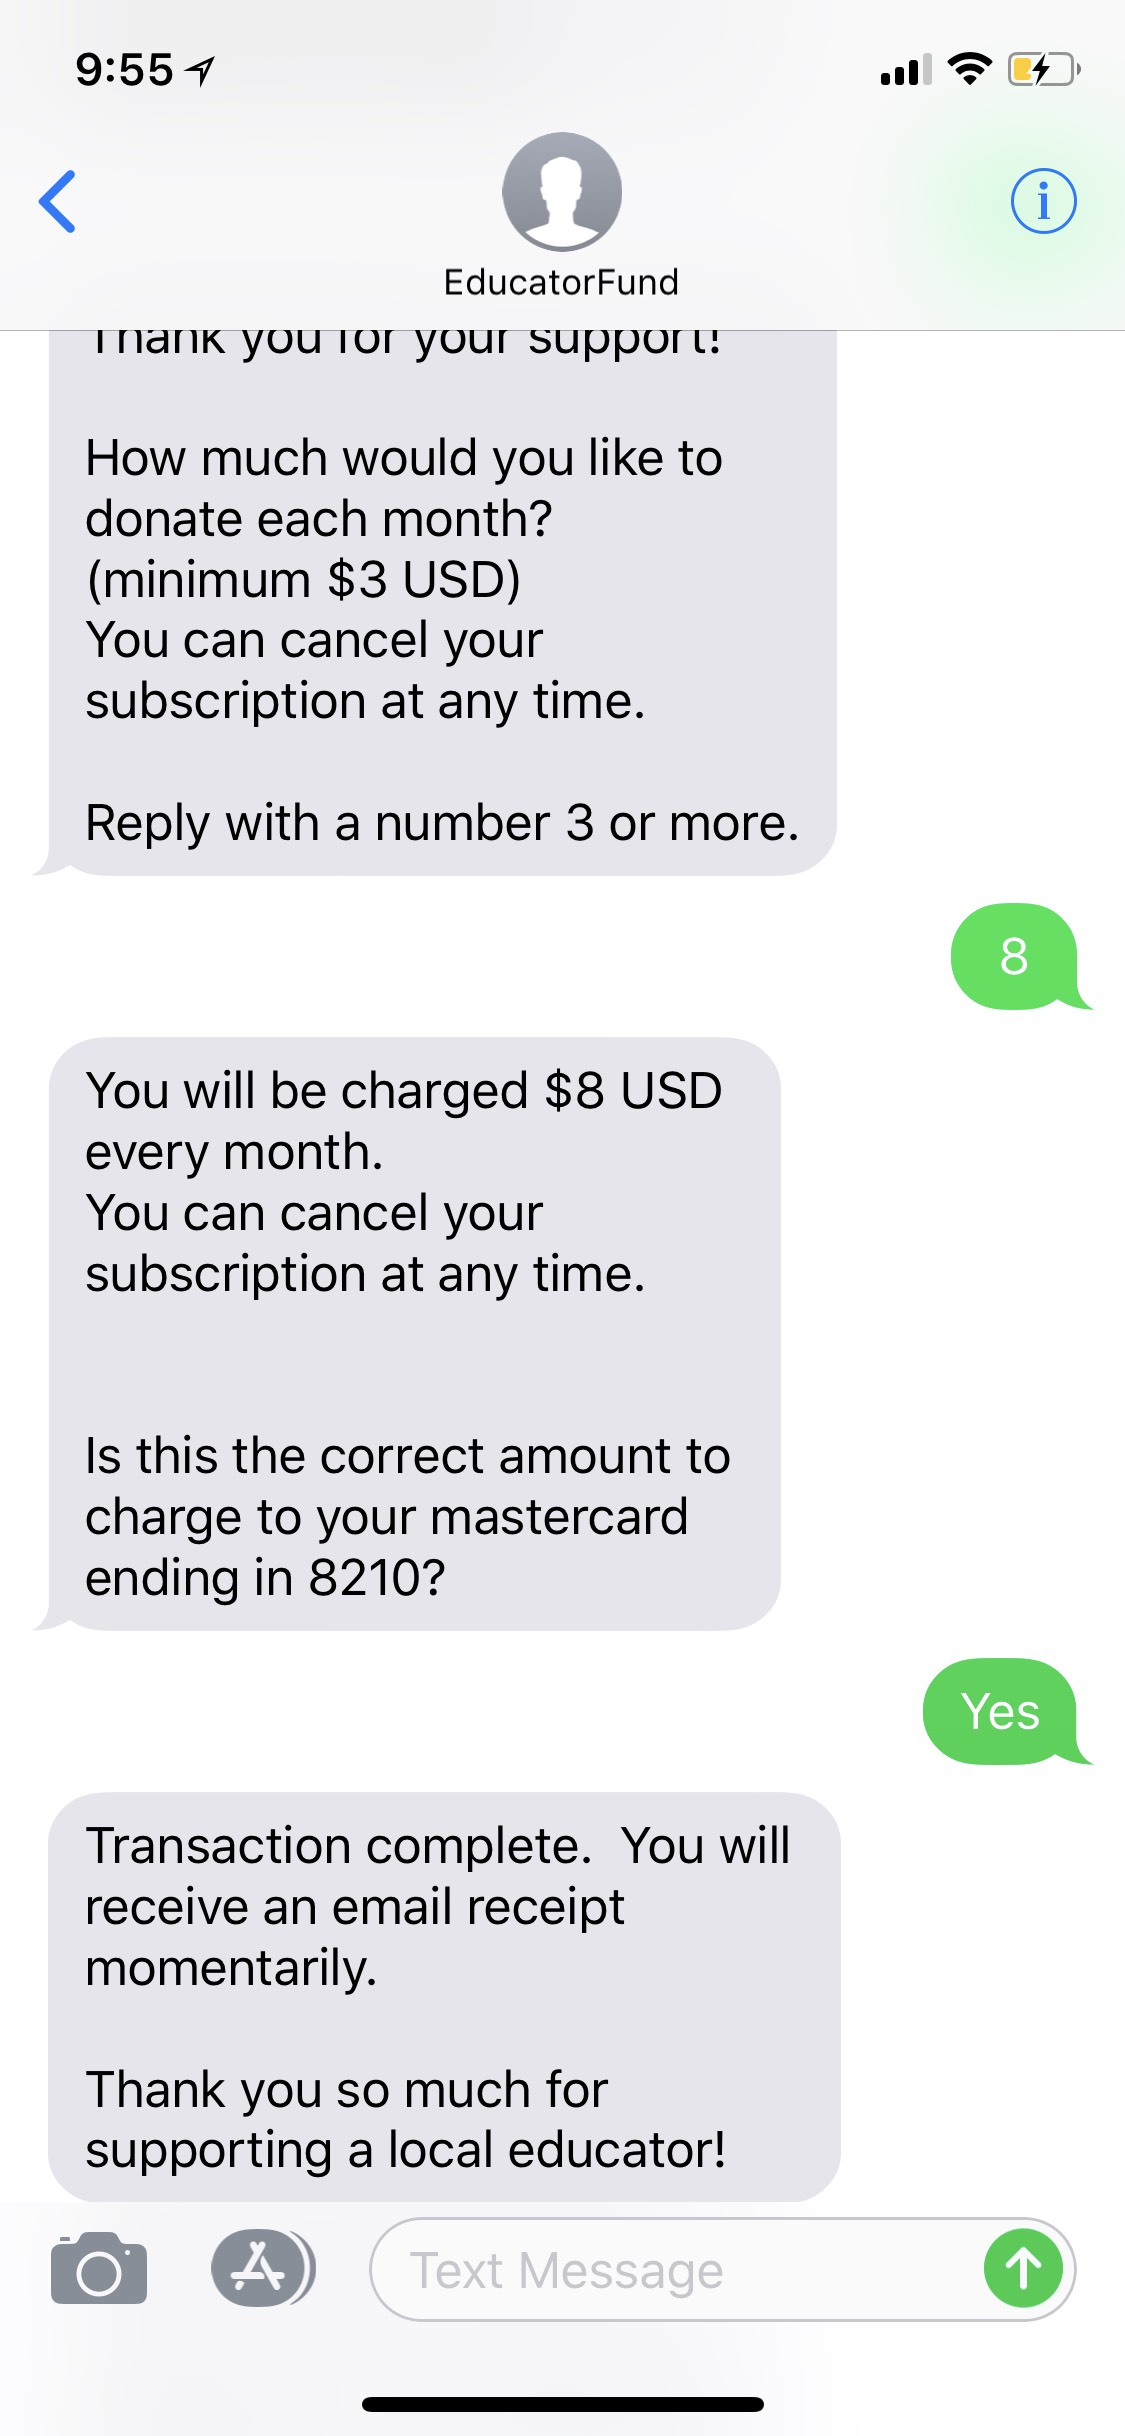 9:55
i
EducatorFund
Thank you for your support!
How much would you like to
donate each month?
(minimum $3 USD)
You can cancel your
subscription at any time.
Reply with a number 3 or more.
8
You will be charged $8 USD
every month.
You can cancel your
subscription at any time.
Is this the correct amount to
charge to your mastercard
ending in 8210?
Yes
Transaction complete.  You will
receive an email receipt
momentarily.
Thank you so much for
supporting a local educator!
Text Message